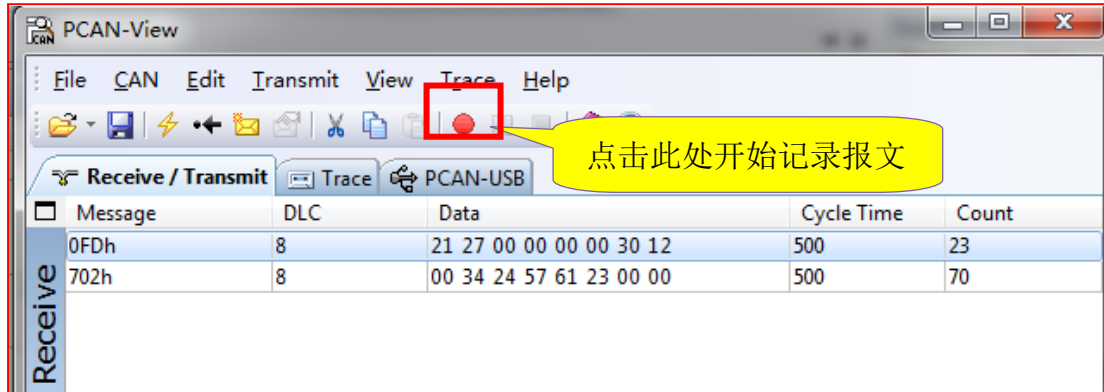 PCAN-View
File CAN Edit Transmit View Trace Help
点击此处开始记录报文
Receive / Transmit Trace PCAN-USB
Message DLC Data Cycle Time Count
0FDh 8 21 27 00 00 00 00 30 12 500 23
702h 8 00 34 24 57 61 23 00 00 500 70
Receive